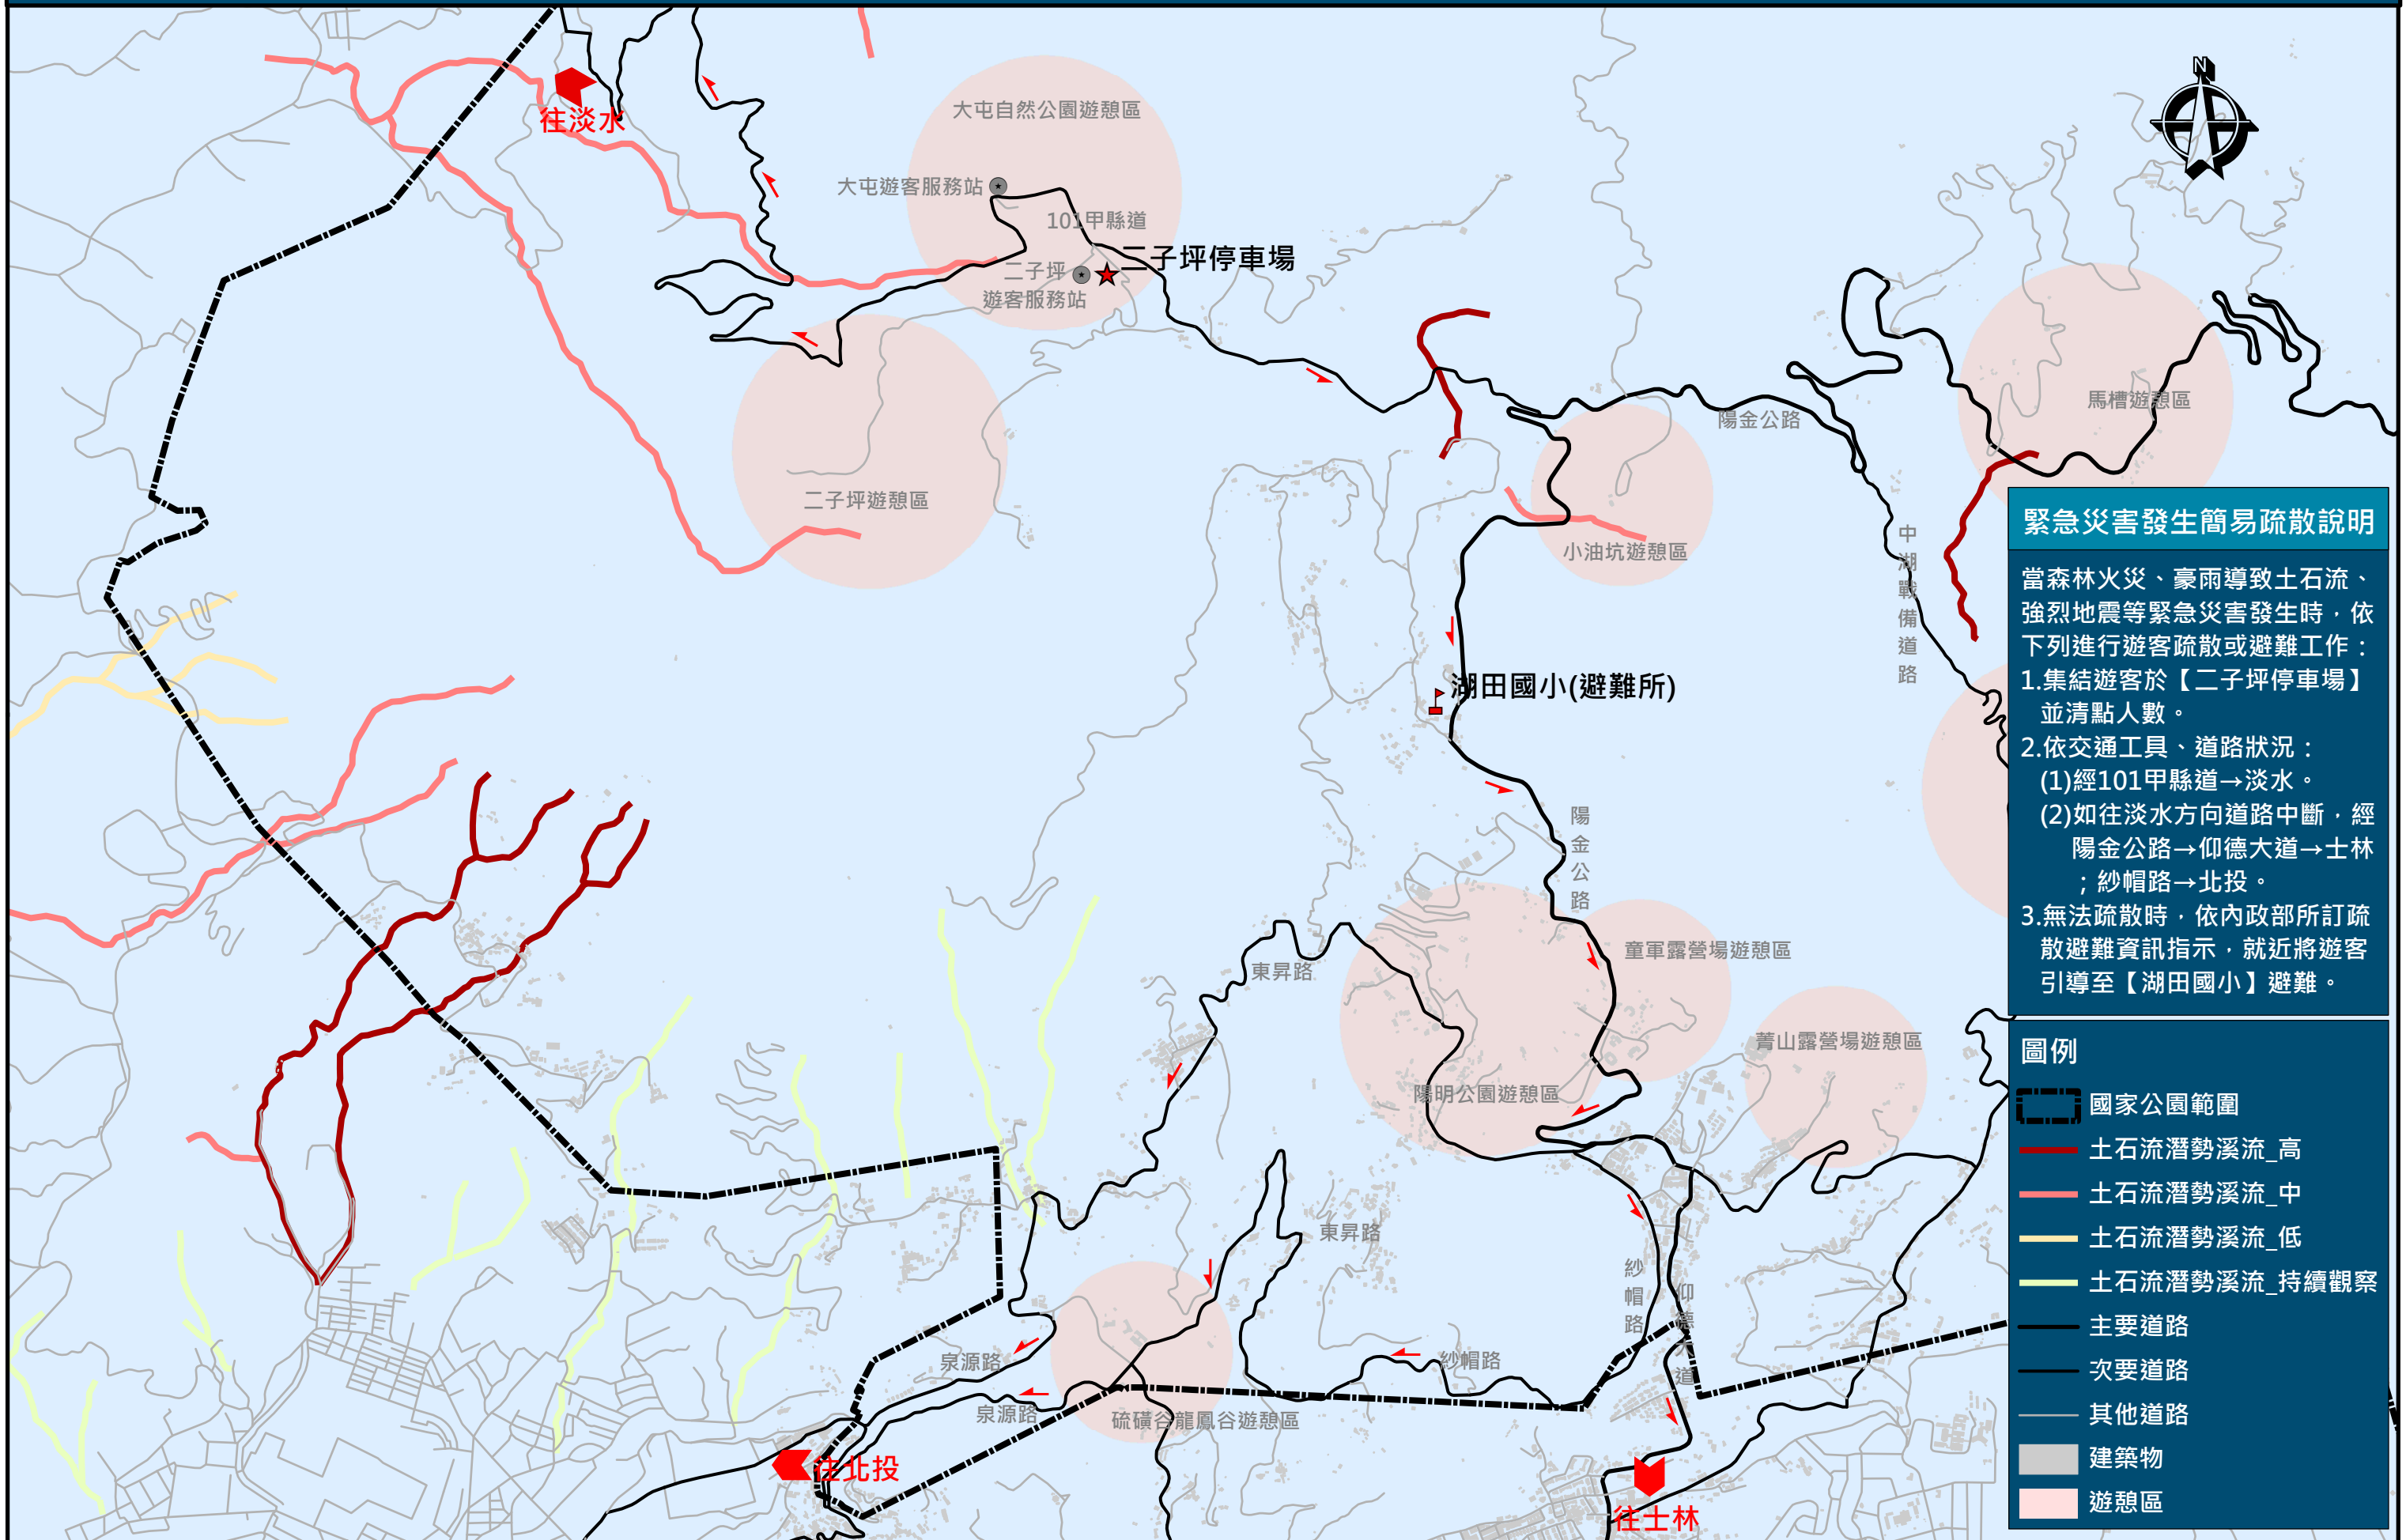 N
往淡水
大屯自然公園遊憩區
大屯遊客服務站
101甲縣道
二子坪停車場
二子坪
遊客服務站
二子坪遊憩區
陽金公路
馬槽遊憩區
小油坑遊憩區
中湖戰備道路
湖田國小(避難所)
陽金公路
東昇路
童軍露營場遊憩區
菁山露營場遊憩區
陽明公園遊憩區
東昇路
紗帽路
仰德大道
泉源路
紗帽路
泉源路
硫磺谷龍鳳谷遊憩區
往北投
往士林
緊急災害發生簡易疏散說明
當森林火災、豪雨導致土石流、
強烈地震等緊急災害發生時，依
下列進行遊客疏散或避難工作：
1.集結遊客於【二子坪停車場】
並清點人數。
2.依交通工具、道路狀況：
(1)經101甲縣道→淡水。
(2)如往淡水方向道路中斷，經
陽金公路→仰德大道→士林
；紗帽路→北投。
3.無法疏散時，依內政部所訂疏
散避難資訊指示，就近將遊客
引導至【湖田國小】避難。
圖例
國家公園範圍
土石流潛勢溪流_高
土石流潛勢溪流_中
土石流潛勢溪流_低
土石流潛勢溪流_持續觀察
主要道路
次要道路
其他道路
建築物
遊憩區